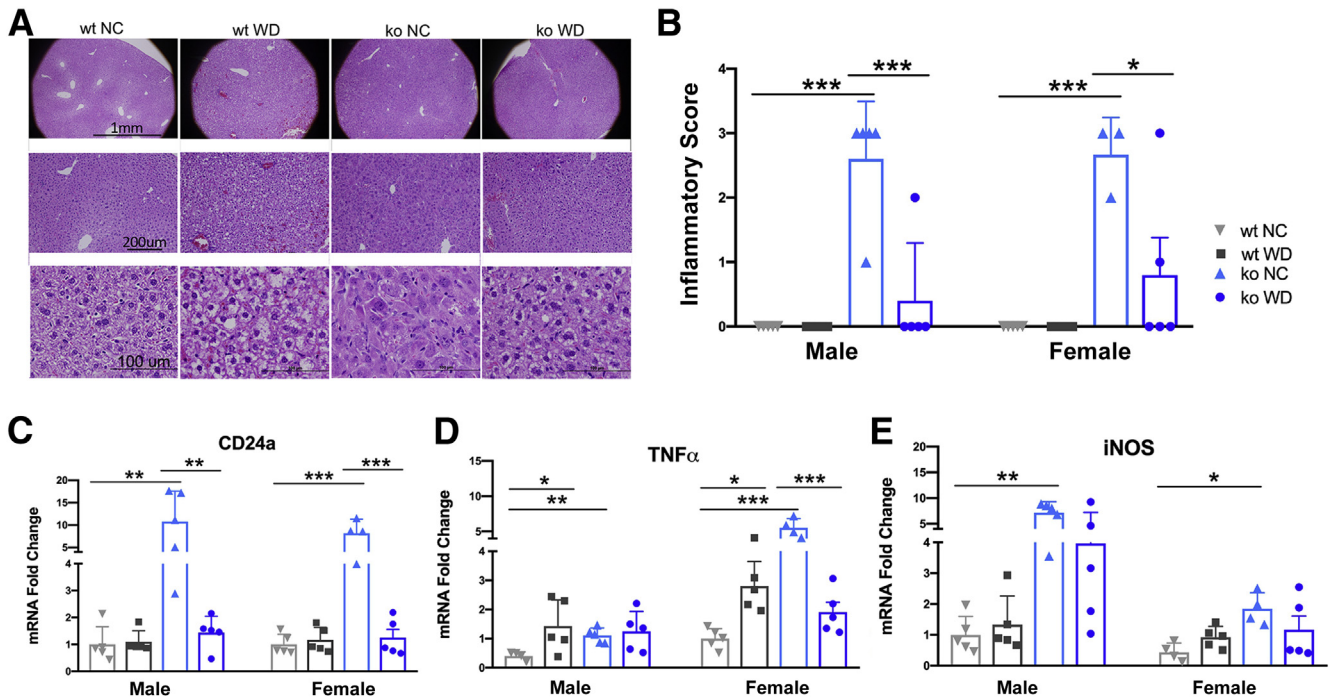 A
wt NC
wt WD
ko NC
ko WD
1mm
200um
100 um
B
Inflammatory Score
4
3
2
1
0
***
***
***
*
Male
Female
wt NC
wt WD
ko NC
ko WD
C
CD24a
mRNA Fold Change
20
15
10
5
4
3
2
1
0
**
**
***
***
Male
Female
D
TNFα
mRNA Fold Change
15
10
5
4
3
2
1
0
*
**
*
***
***
Male
Female
E
iNOS
mRNA Fold Change
20
15
10
5
4
2
1
0
**
*
Male
Female